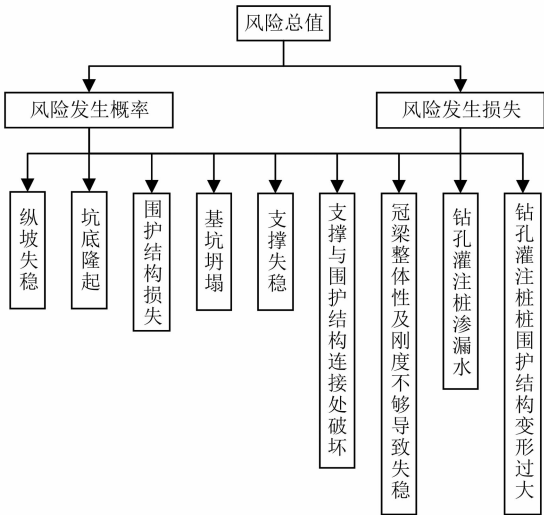 风险总值
风险发生概率
风险发生损失
纵坡失稳
坑底隆起
围护结构损失
基坑坍塌
支撑失稳
支撑与围护结构连接处破坏
冠梁整体性及刚度不够导致失稳
钻孔灌注桩渗漏水
钻孔灌注桩桩围护结构变形过大